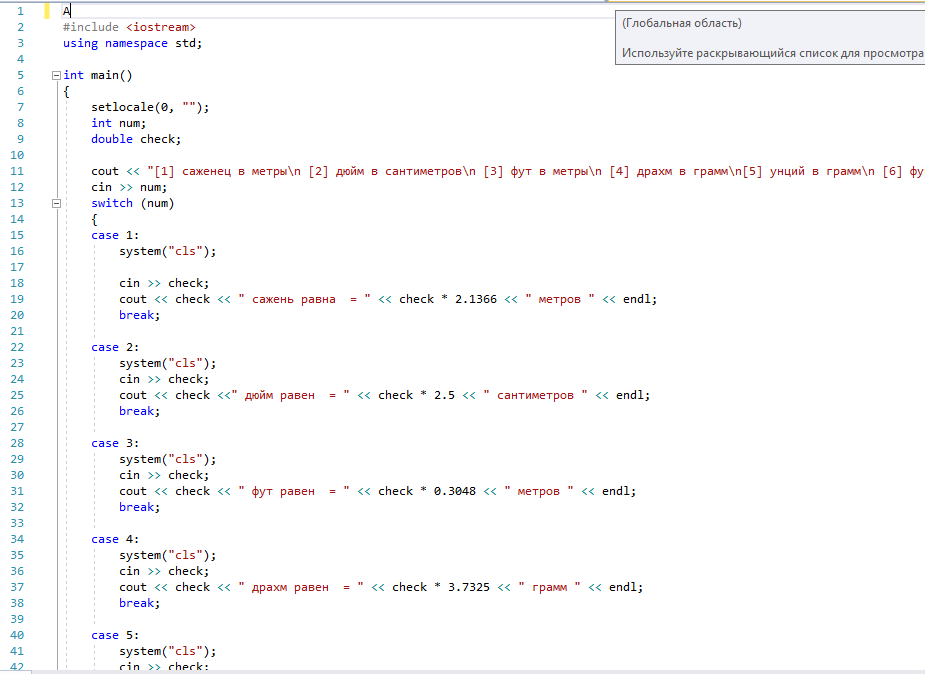 1 A
2 #include <iostream>
(Глобальная область)
3 using namespace std;
Используйте раскрывающийся список для просмотра
4
5 int main()
6 {
7 setlocale(0, "");
8 int num;
9 double check;
10
11 cout << "[1] саженец в метры\n [2] дюйм в сантиметров\n [3] фут в метры\n [4] драхм в грамм\n[5] унций в грамм\n [6] фу
12 cin >> num;
13 switch (num)
14 {
15 case 1:
16 system("cls");
17
18 cin >> check;
19 cout << check << " сажень равна  = " << check * 2.1366 << " метров " << endl;
20 break;
21
22 case 2:
23 system("cls");
24 cin >> check;
25 cout << check <<" дюйм равен  = " << check * 2.5 << " сантиметров " << endl;
26 break;
27
28 case 3:
29 system("cls");
30 cin >> check;
31 cout << check << " фут равен  = " << check * 0.3048 << " метров " << endl;
32 break;
33
34 case 4:
35 system("cls");
36 cin >> check;
37 cout << check << " драхм равен  = " << check * 3.7325 << " грамм " << endl;
38 break;
39
40 case 5:
41 system("cls");
42 cin >> check;